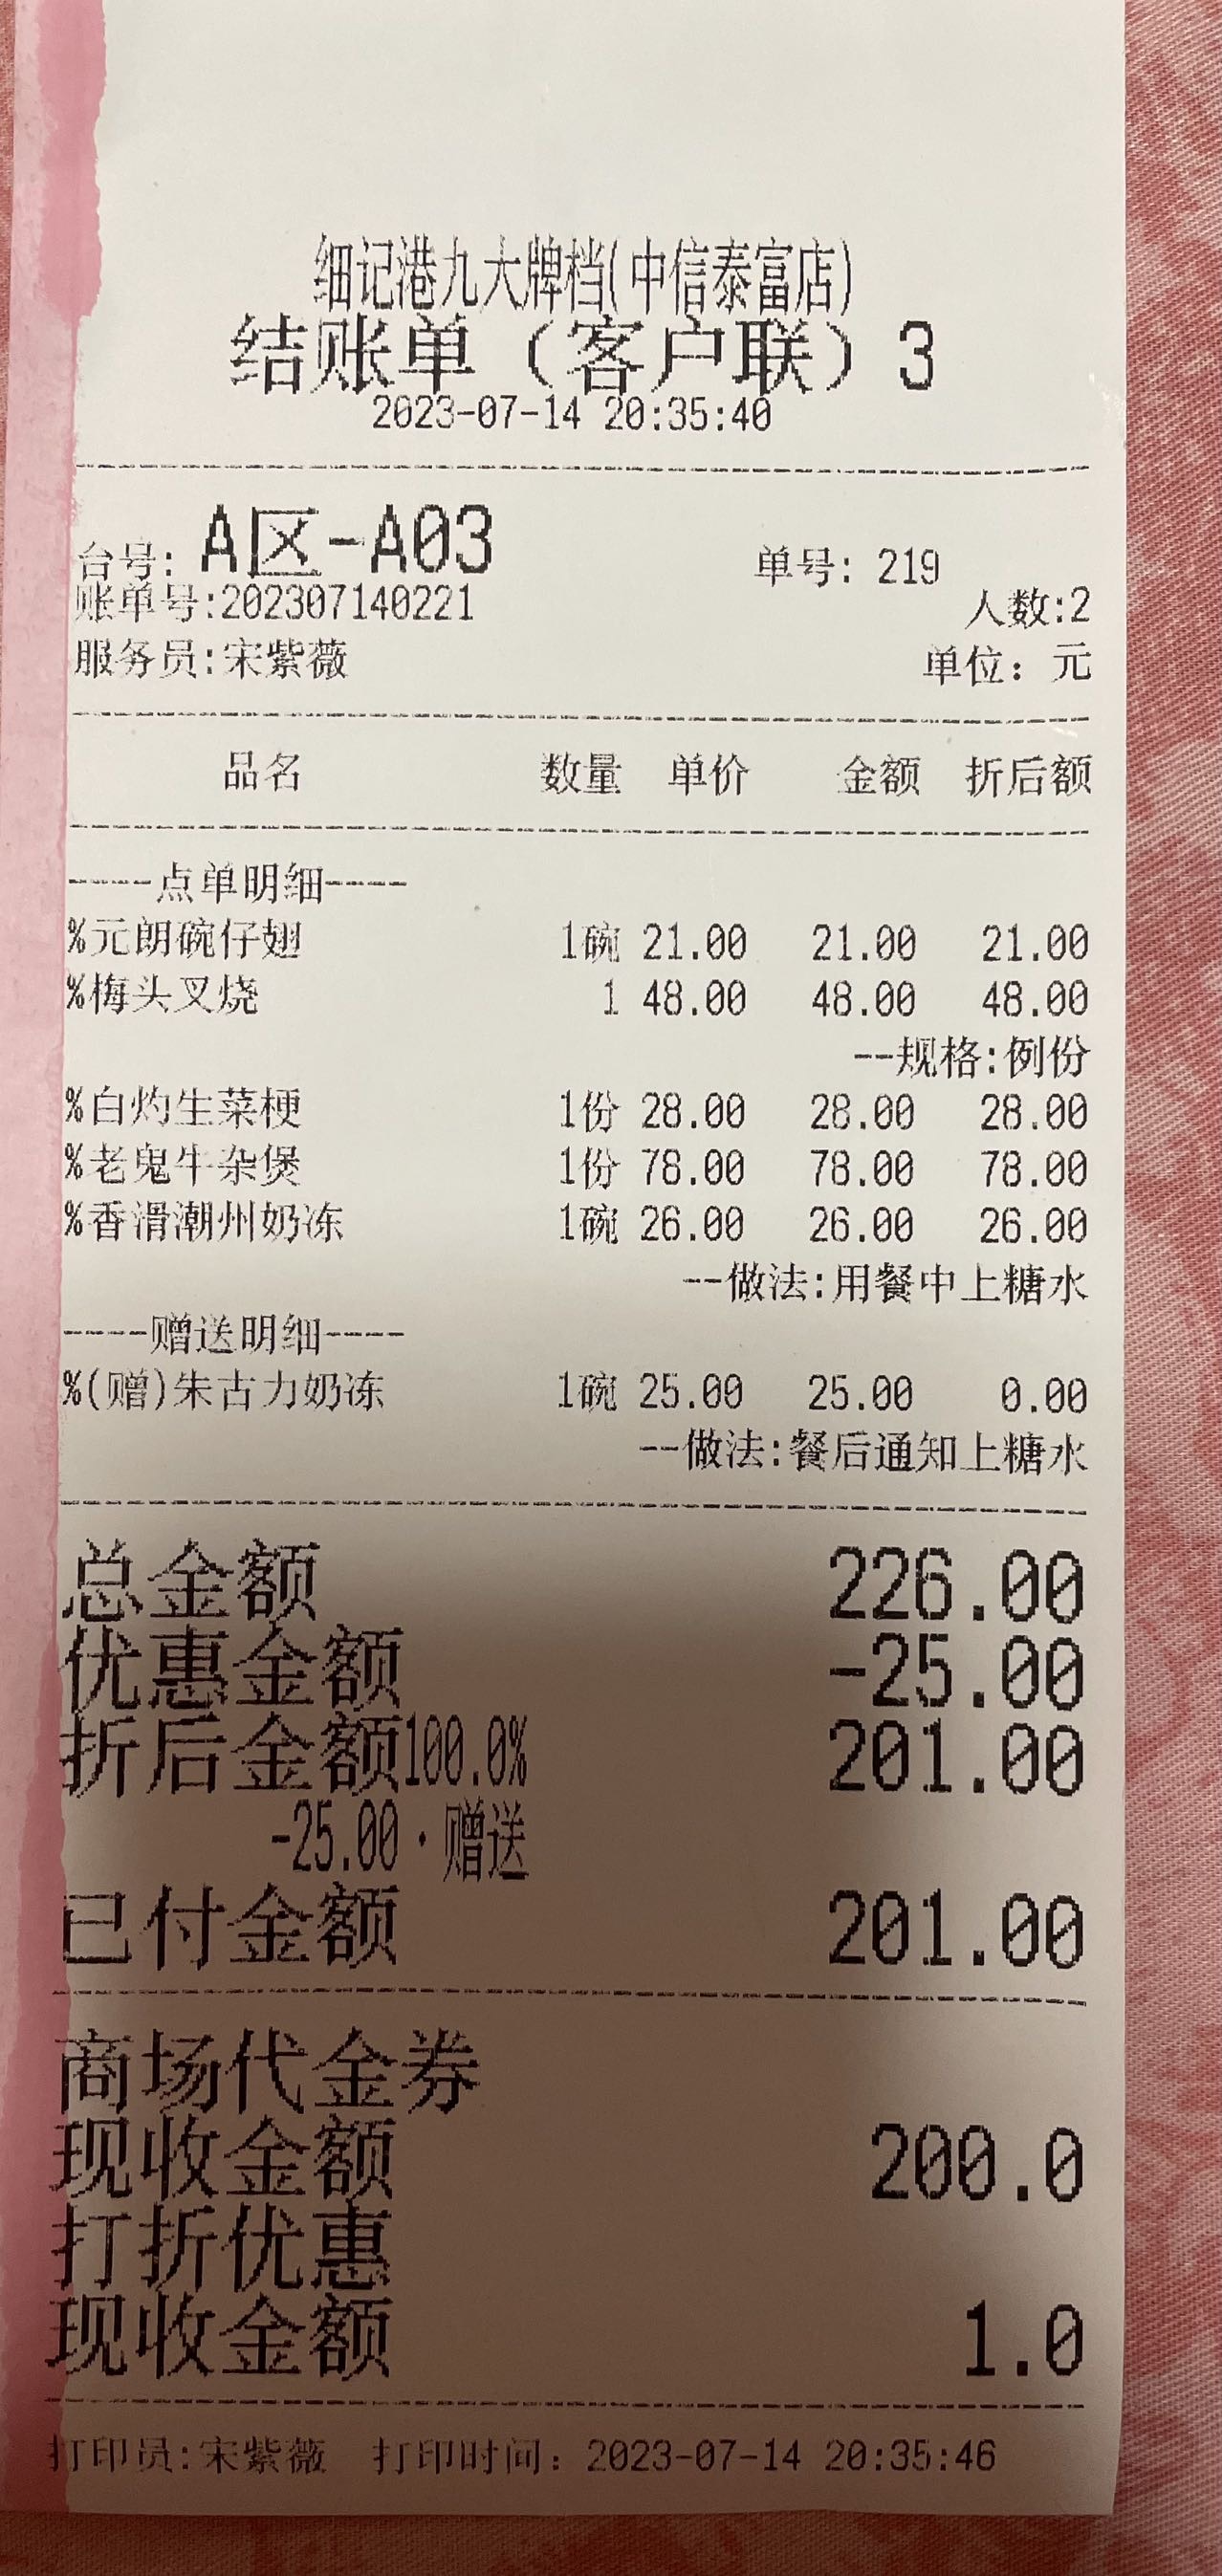 细记港九大牌档(中信泰富店)
结账单（客户联）3
2023-07-14 20:35:40
台号: A区-A03 单号: 219
账单号:202307140221 人数:2
服务员:宋紫薇 单位：元
品名 数量 单价 金额 折后额
----点单明细----
%元朗碗仔翅 1碗 21.00 21.00 21.00
%梅头叉烧 1 48.00 48.00 48.00
--规格:例份
%白灼生菜梗 1份 28.00 28.00 28.00
%老鬼牛杂煲 1份 78.00 78.00 78.00
%香滑潮州奶冻 1碗 26.00 26.00 26.00
--做法:用餐中上糖水
----赠送明细----
%(赠)朱古力奶冻 1碗 25.00 25.00 0.00
--做法:餐后通知上糖水
总金额 226.00
优惠金额 -25.00
折后金额100.0% 201.00
-25.00·赠送
已付金额 201.00
商场代金券
现收金额 200.0
打折优惠
现收金额 1.0
打印员:宋紫薇 打印时间：2023-07-14 20:35:46